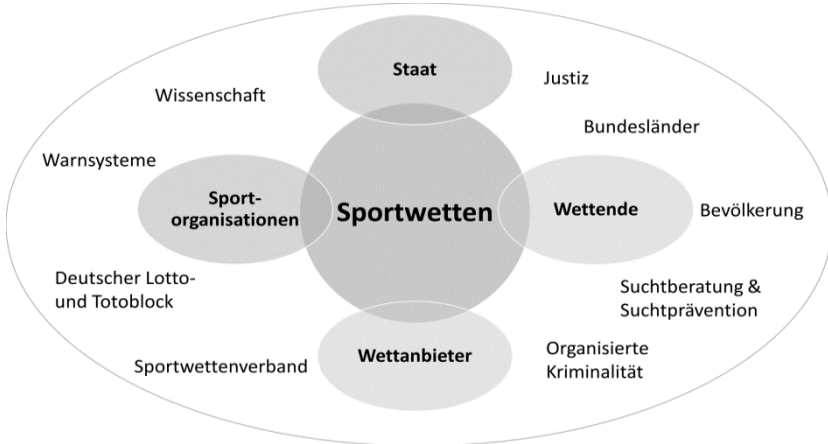 Staat
Justiz
Wissenschaft
Bundesländer
Warnsysteme
Sport-
organisationen
Sportwetten
Wettende
Bevölkerung
Deutscher Lotto-
und Totoblock
Suchtberatung &
Suchtprävention
Sportwettenverband
Wettanbieter
Organisierte
Kriminalität